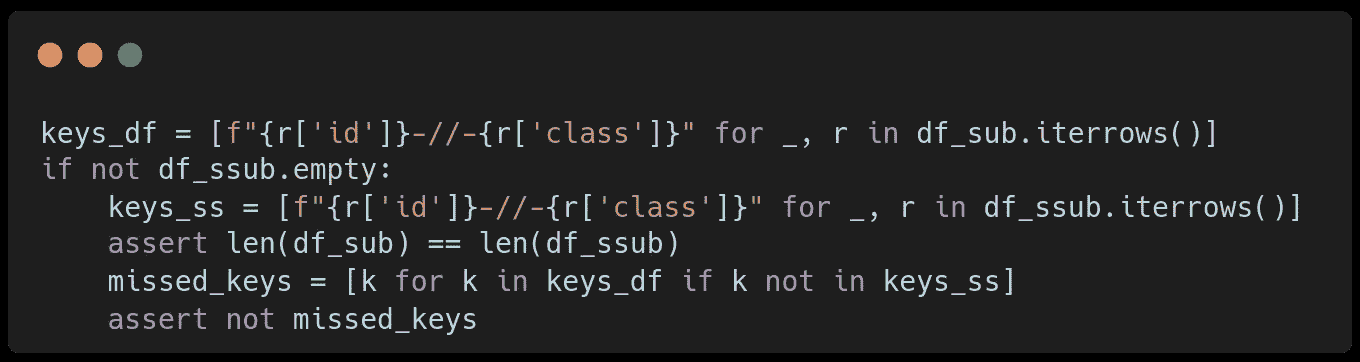 keys_df = [f"{r['id']}-//-{r['class']}" for _, r in df_sub.iterrows()]
if not df_ssub.empty:
    keys_ss = [f"{r['id']}-//-{r['class']}" for _, r in df_ssub.iterrows()]
    assert len(df_sub) == len(df_ssub)
    missed_keys = [k for k in keys_df if k not in keys_ss]
    assert not missed_keys